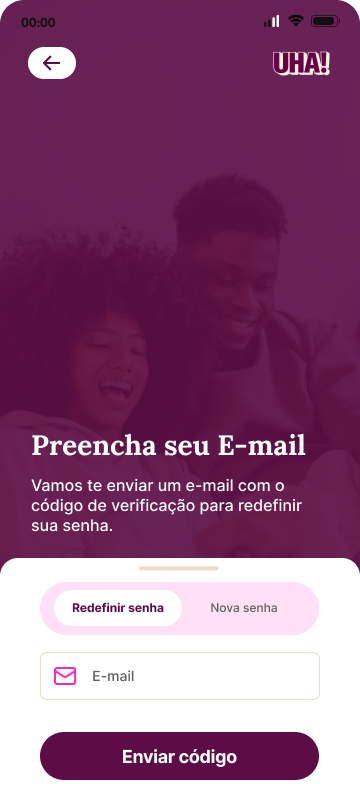 00:00
UHA!
Preencha seu E-mail
Vamos te enviar um e-mail com o
código de verificação para redefinir
sua senha.
Redefinir senha
Nova senha
E-mail
Enviar código